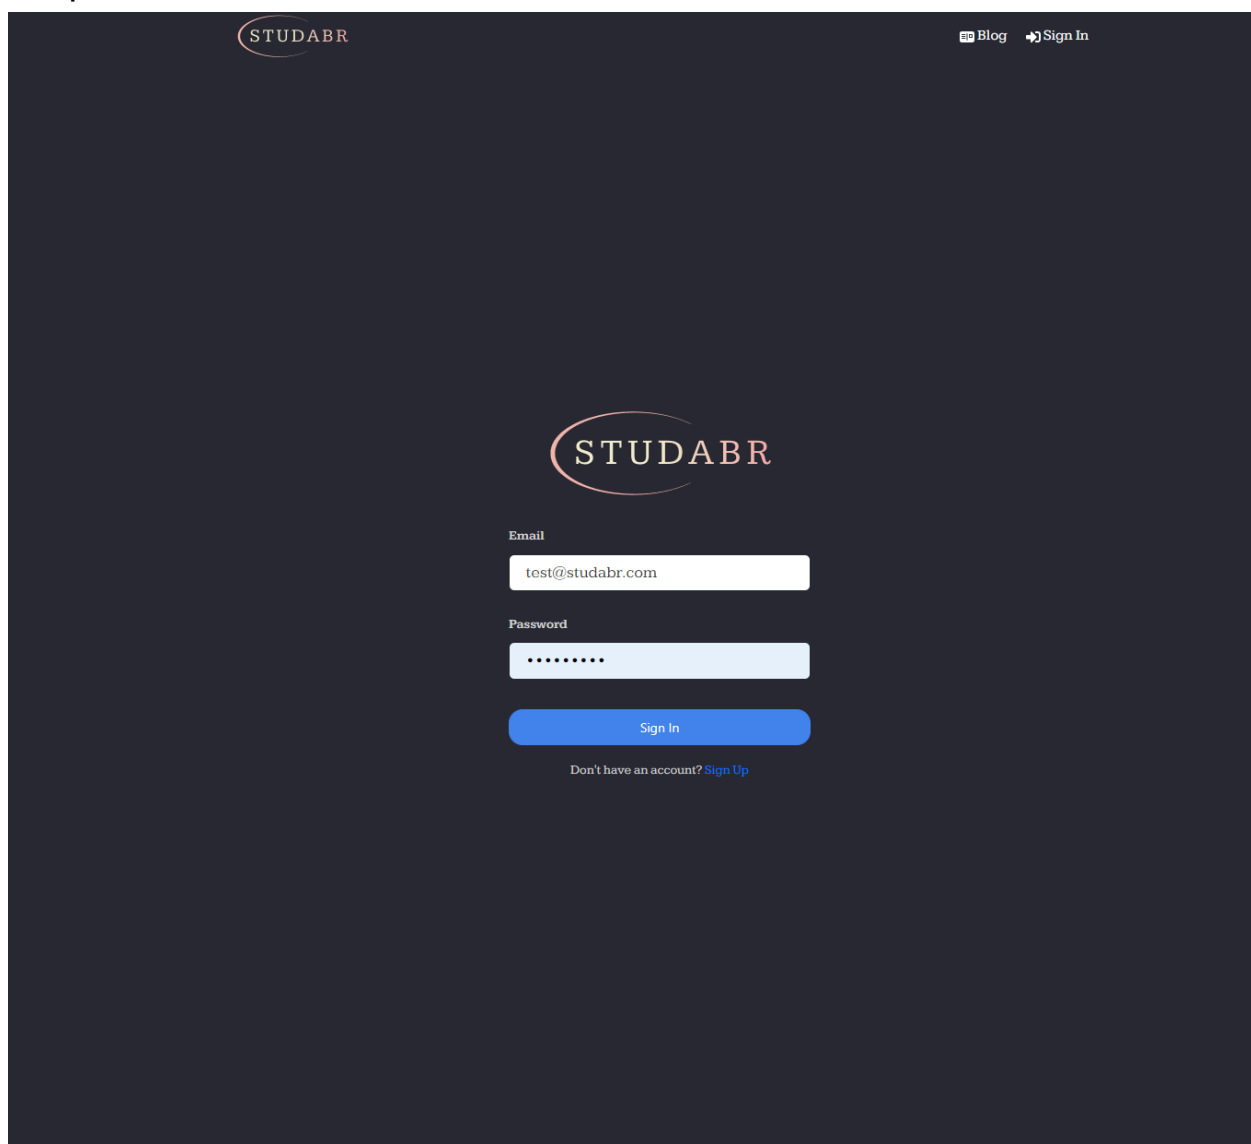 STUDABR
Blog Sign In
STUDABR
Email
test@studabr.com
Password
•••••••••
Sign In
Don't have an account? Sign Up